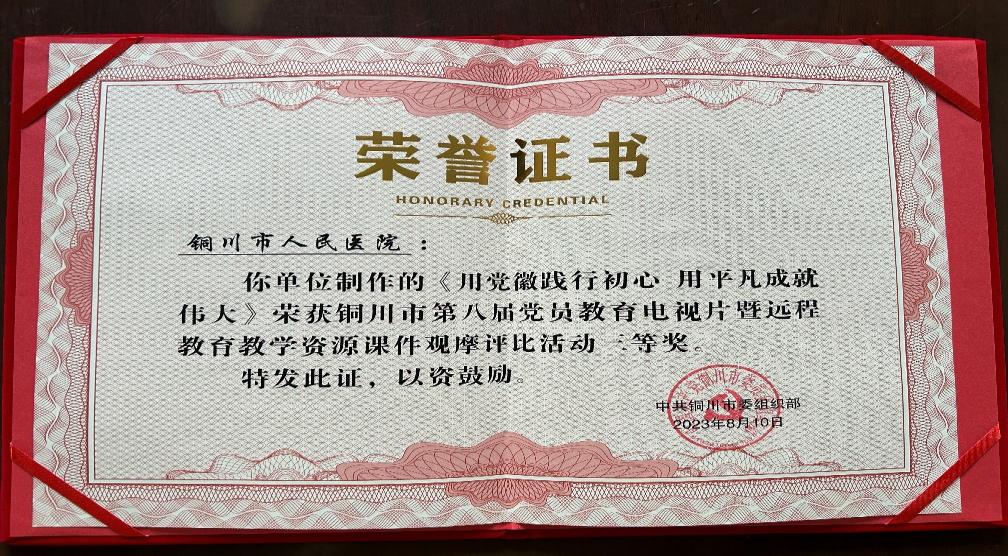 荣誉证书
HONORARY CREDENTIAL
铜川市人民医院：
你单位制作的《用党徽践行初心 用平凡成就
伟大》荣获铜川市第八届党员教育电视片暨远程
教育教学资源课件观摩评比活动 三等奖。
特发此证，以资鼓励。
中共铜川市委组织部
2023年8月10日